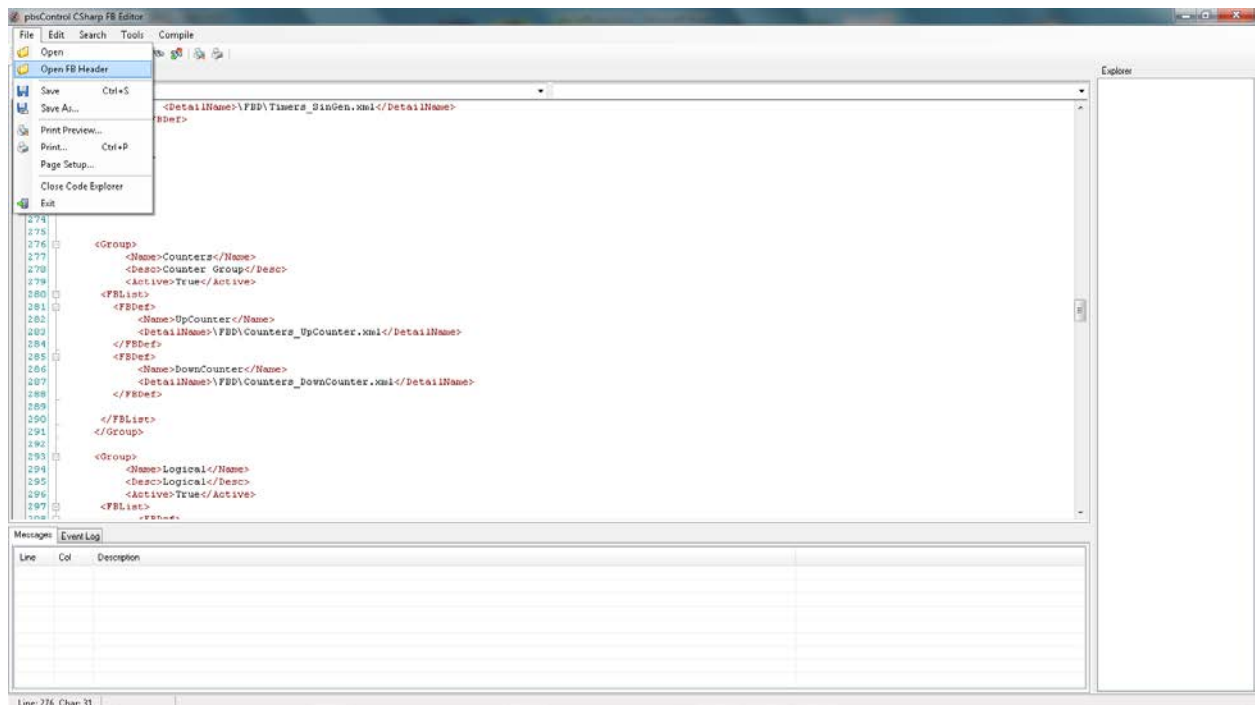 pbsControl CSharp FB Editor
File Edit Search Tools Compile
Open
Open FB Header
Explorer
Save Ctrl+S
Save As...
Print Preview...
Print... Ctrl+P
Page Setup...
Close Code Explorer
Exit
<DetailName>\FBD\Timers_SinGen.xml</DetailName>
FBDef>
274
275
276 <Group>
277 <Name>Counters</Name>
278 <Desc>Counter Group</Desc>
279 <Active>True</Active>
280 <FBList>
281 <FBDef>
282 <Name>UpCounter</Name>
283 <DetailName>\FBD\Counters_UpCounter.xml</DetailName>
284 </FBDef>
285 <FBDef>
286 <Name>DownCounter</Name>
287 <DetailName>\FBD\Counters_DownCounter.xml</DetailName>
288 </FBDef>
289
290 </FBList>
291 </Group>
292
293 <Group>
294 <Name>Logical</Name>
295 <Desc>Logical</Desc>
296 <Active>True</Active>
297 <FBList>
298 <FBDef>
Messages Event Log
Line Col Description
Line: 276, Char: 31